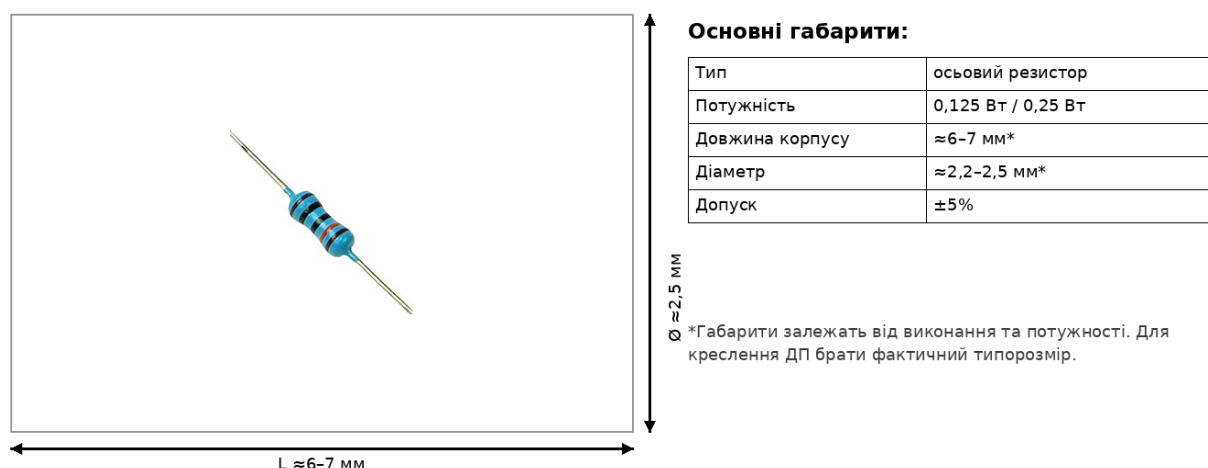 Основні габарити:
Тип осьовий резистор
Потужність 0,125 Вт / 0,25 Вт
Довжина корпусу ≈6–7 мм*
Діаметр ≈2,2–2,5 мм*
Допуск ±5%
Ø ≈2,5 мм
*Габарити залежать від виконання та потужності. Для
креслення ДП брати фактичний типорозмір.
L ≈6–7 мм